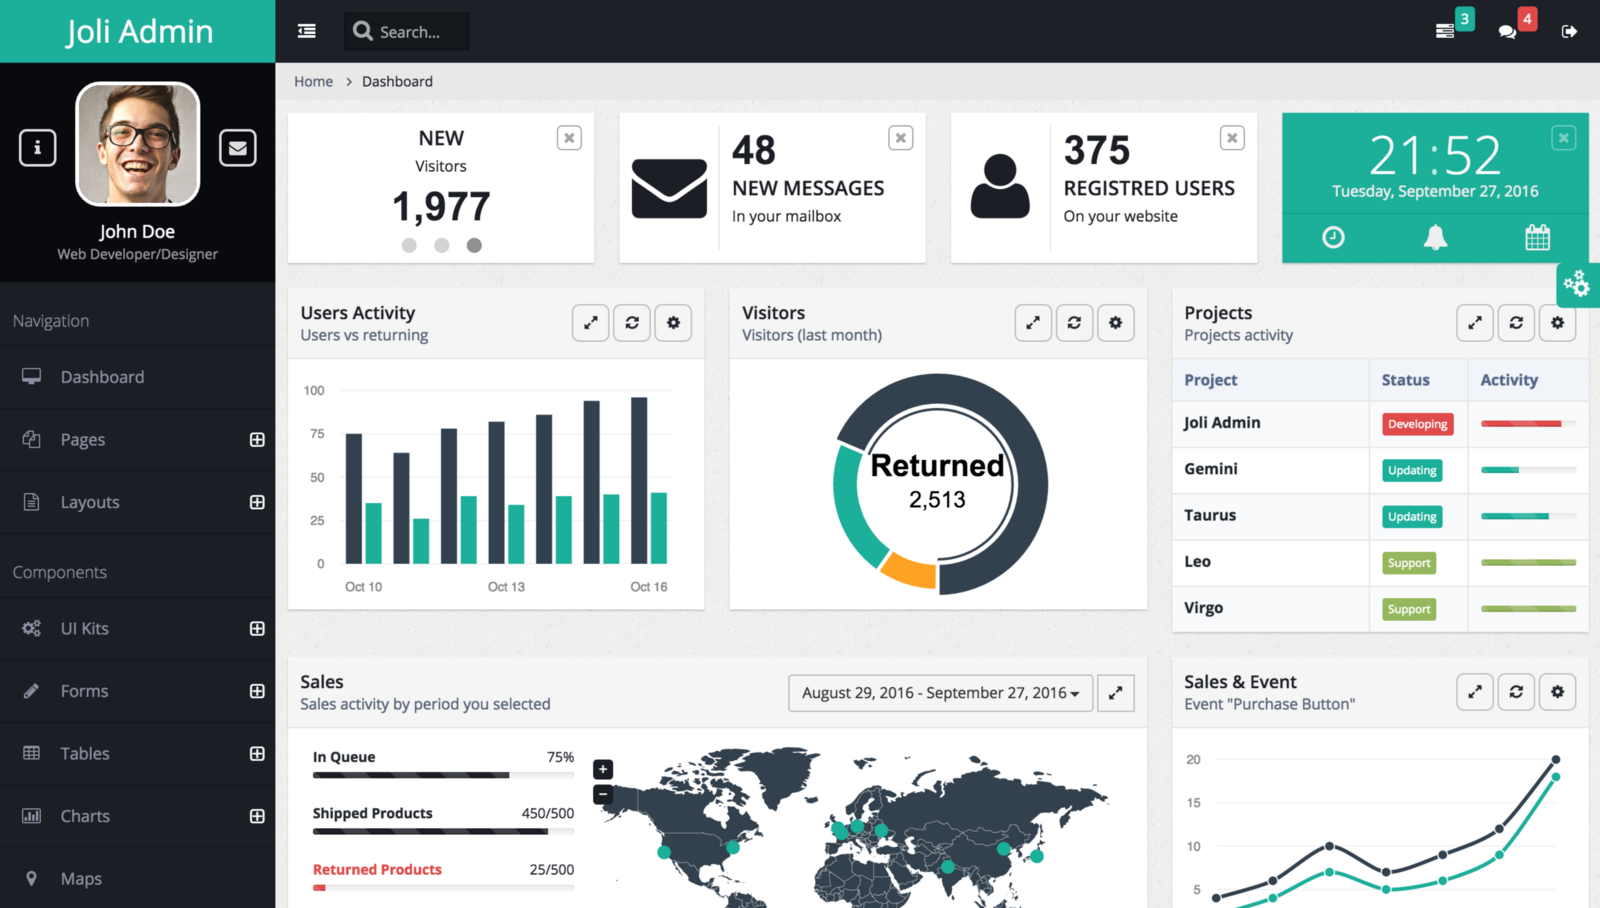 Joli Admin
Search...
3
4
John Doe
Web Developer/Designer
Navigation
Dashboard
Pages
Layouts
Components
UI Kits
Forms
Tables
Charts
Maps
Home > Dashboard
NEW
Visitors
1,977
48
NEW MESSAGES
In your mailbox
375
REGISTRED USERS
On your website
21:52
Tuesday, September 27, 2016
Users Activity
Users vs returning
100
75
50
25
0
Oct 10 Oct 13 Oct 16
Visitors
Visitors (last month)
Returned
2,513
Projects
Projects activity
Project Status Activity
Joli Admin Developing
Gemini Updating
Taurus Updating
Leo Support
Virgo Support
Sales
Sales activity by period you selected
August 29, 2016 - September 27, 2016
In Queue 75%
Shipped Products 450/500
Returned Products 25/500
+
−
Sales & Event
Event "Purchase Button"
20
15
10
5